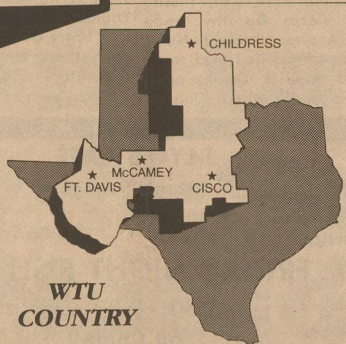 CHILDRESS
McCAMEY
FT. DAVIS
CISCO
WTU
COUNTRY